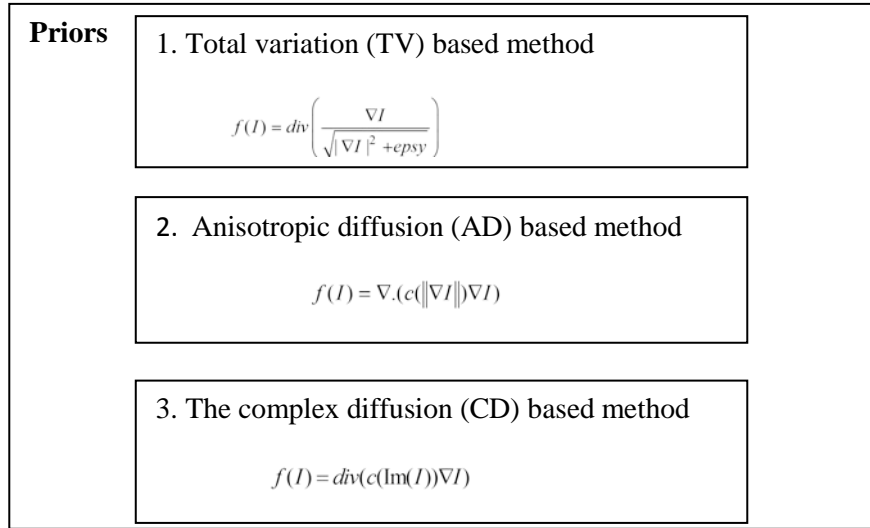 Priors
1. Total variation (TV) based method
f(I) = div(∇I / √(|∇I|² +epsy))
2. Anisotropic diffusion (AD) based method
f(I) = ∇.(c(‖∇I‖)∇I)
3. The complex diffusion (CD) based method
f(I) = div(c(Im(I))∇I)